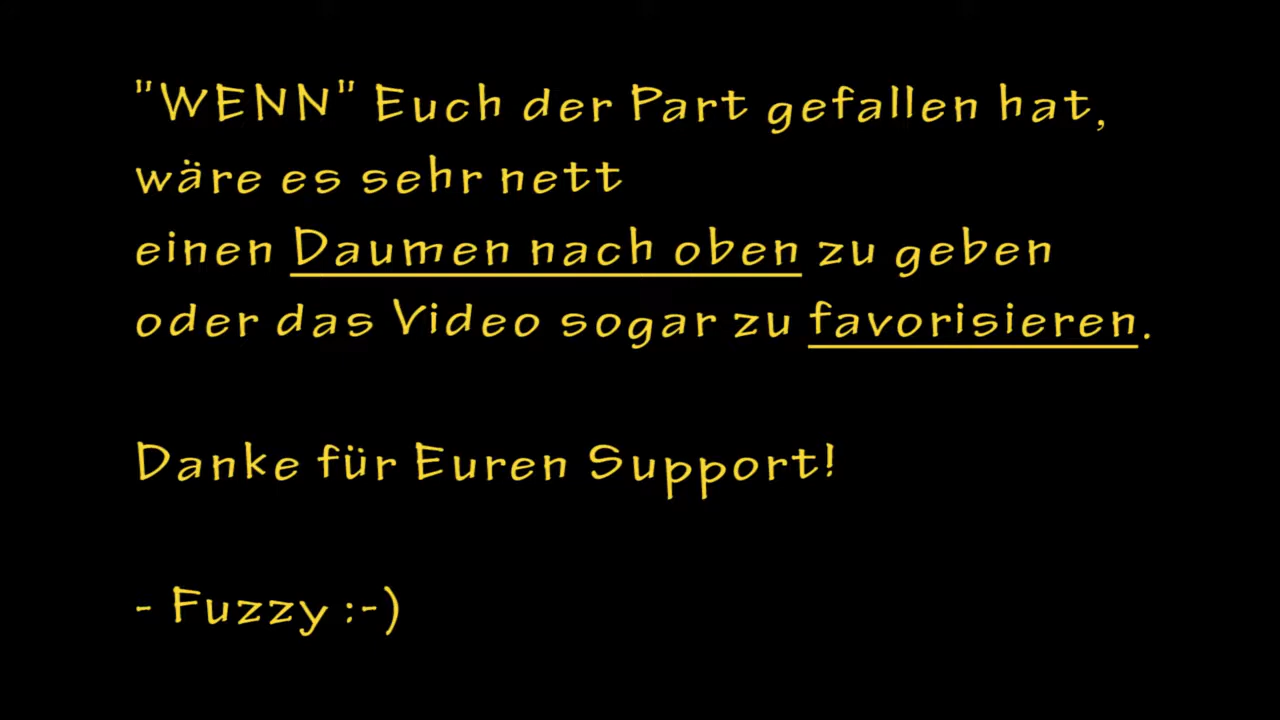 "WENN" Euch der Part gefallen hat,
wäre es sehr nett
einen Daumen nach oben zu geben
oder das Video sogar zu favorisieren.
Danke für Euren Support!
- Fuzzy :-)